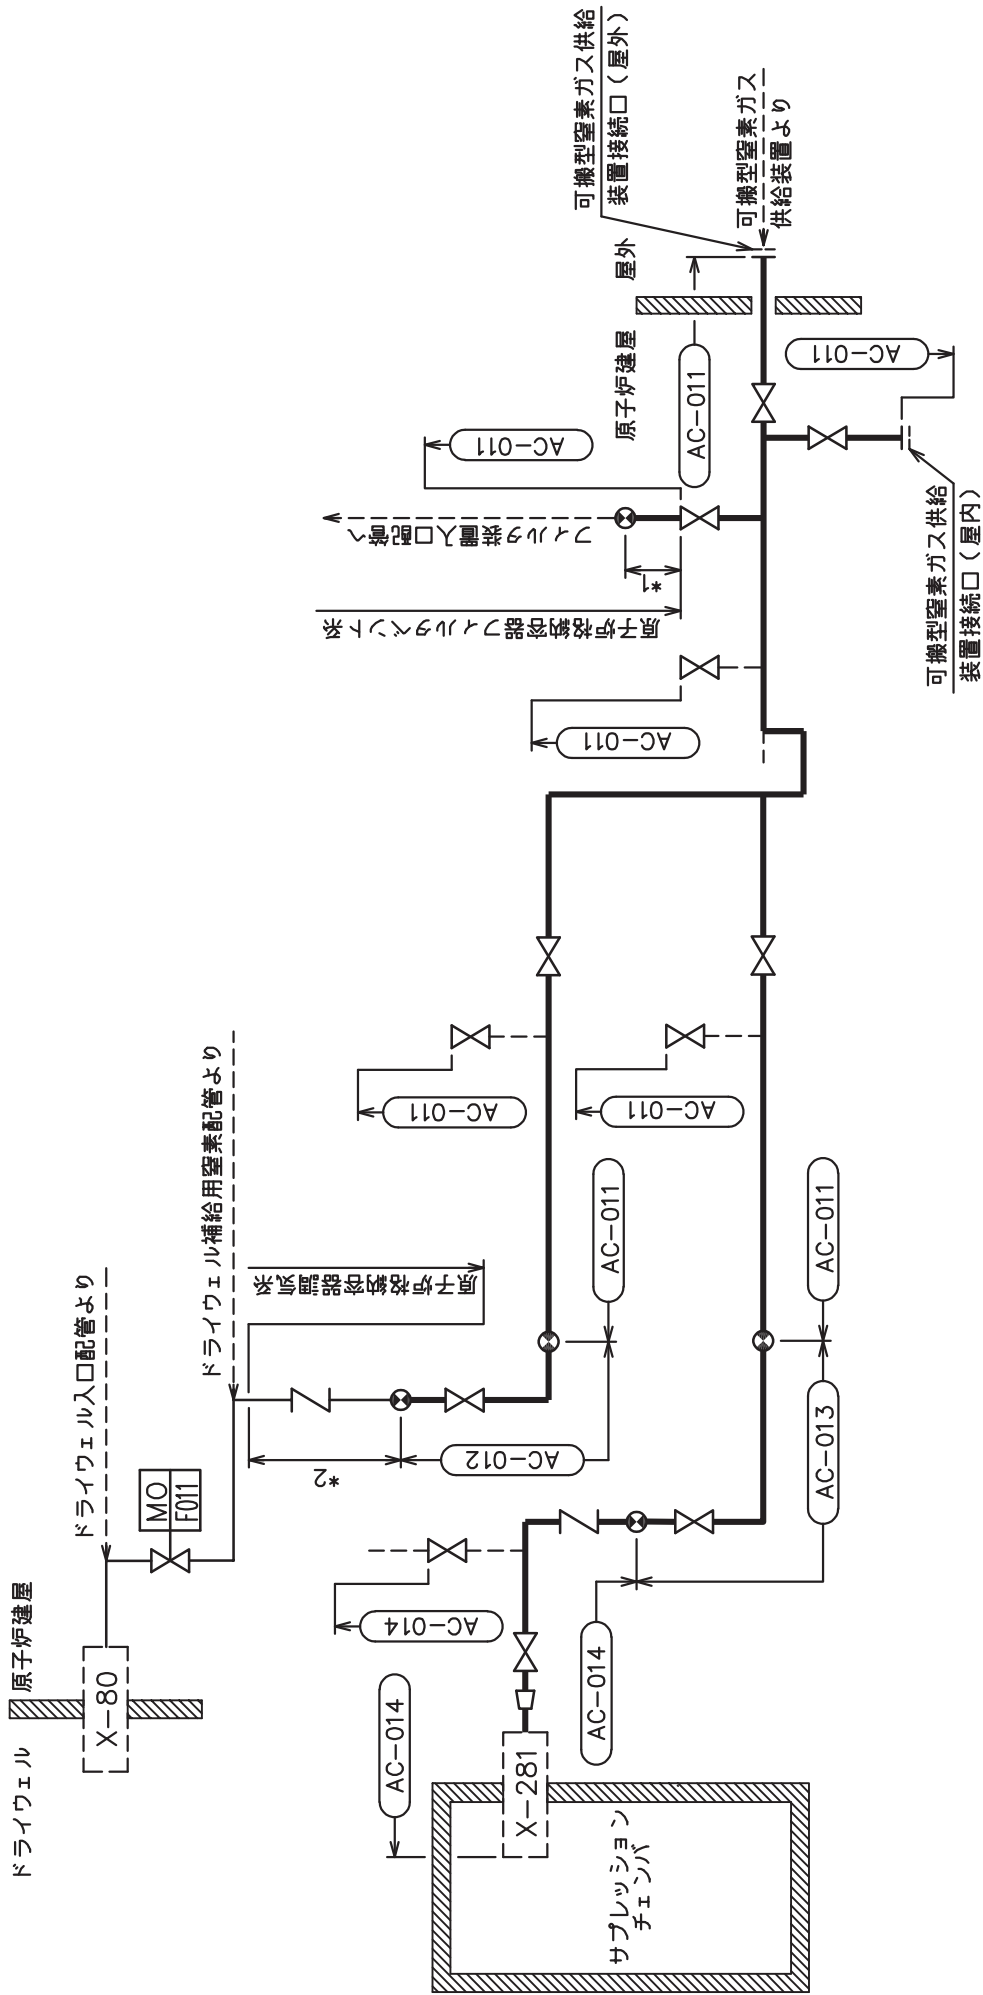 ドライウェル
原子炉建屋
X-80
ドライウェル入口配管より
MO
F011
ドライウェル補給用窒素配管より
原子炉格納容器調気系
*2
AC-012
AC-011
AC-011
AC-011
AC-011
AC-013
AC-014
AC-014
AC-014
X-281
サプレッション
チェンバ
AC-011
原子炉格納容器フィルタベント系
*1
フィルタ装置入口配管へ
AC-011
AC-011
原子炉建屋
屋外
可搬型窒素ガス供給
装置接続口(屋外)
可搬型窒素ガス
供給装置より
AC-011
可搬型窒素ガス供給
装置接続口(屋内)